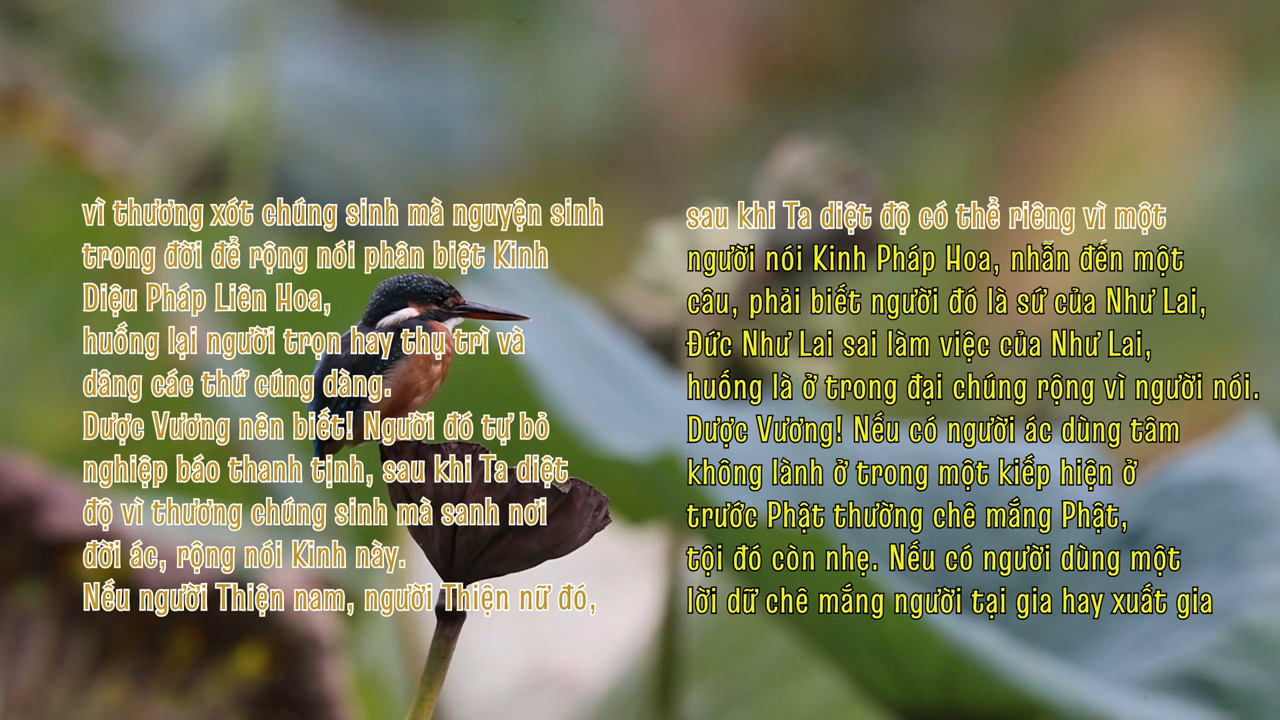 vì thương xót chúng sinh mà nguyện sinh
trong đời để rộng nói phân biệt Kinh
Diệu Pháp Liên Hoa,
huống lại người trọn hay thụ trì và
dâng các thứ cúng dàng.
Dược Vương nên biết! Người đó tự bỏ
nghiệp báo thanh tịnh, sau khi Ta diệt
độ vì thương chúng sinh mà sanh nơi
đời ác, rộng nói Kinh này.
Nếu người Thiện nam, người Thiện nữ đó,
sau khi Ta diệt độ có thể riêng vì một
người nói Kinh Pháp Hoa, nhẫn đến một
câu, phải biết người đó là sứ của Như Lai,
Đức Như Lai sai làm việc của Như Lai,
huống là ở trong đại chúng rộng vì người nói.
Dược Vương! Nếu có người ác dùng tâm
không lành ở trong một kiếp hiện ở
trước Phật thường chê mắng Phật,
tội đó còn nhẹ. Nếu có người dùng một
lời dữ chê mắng người tại gia hay xuất gia